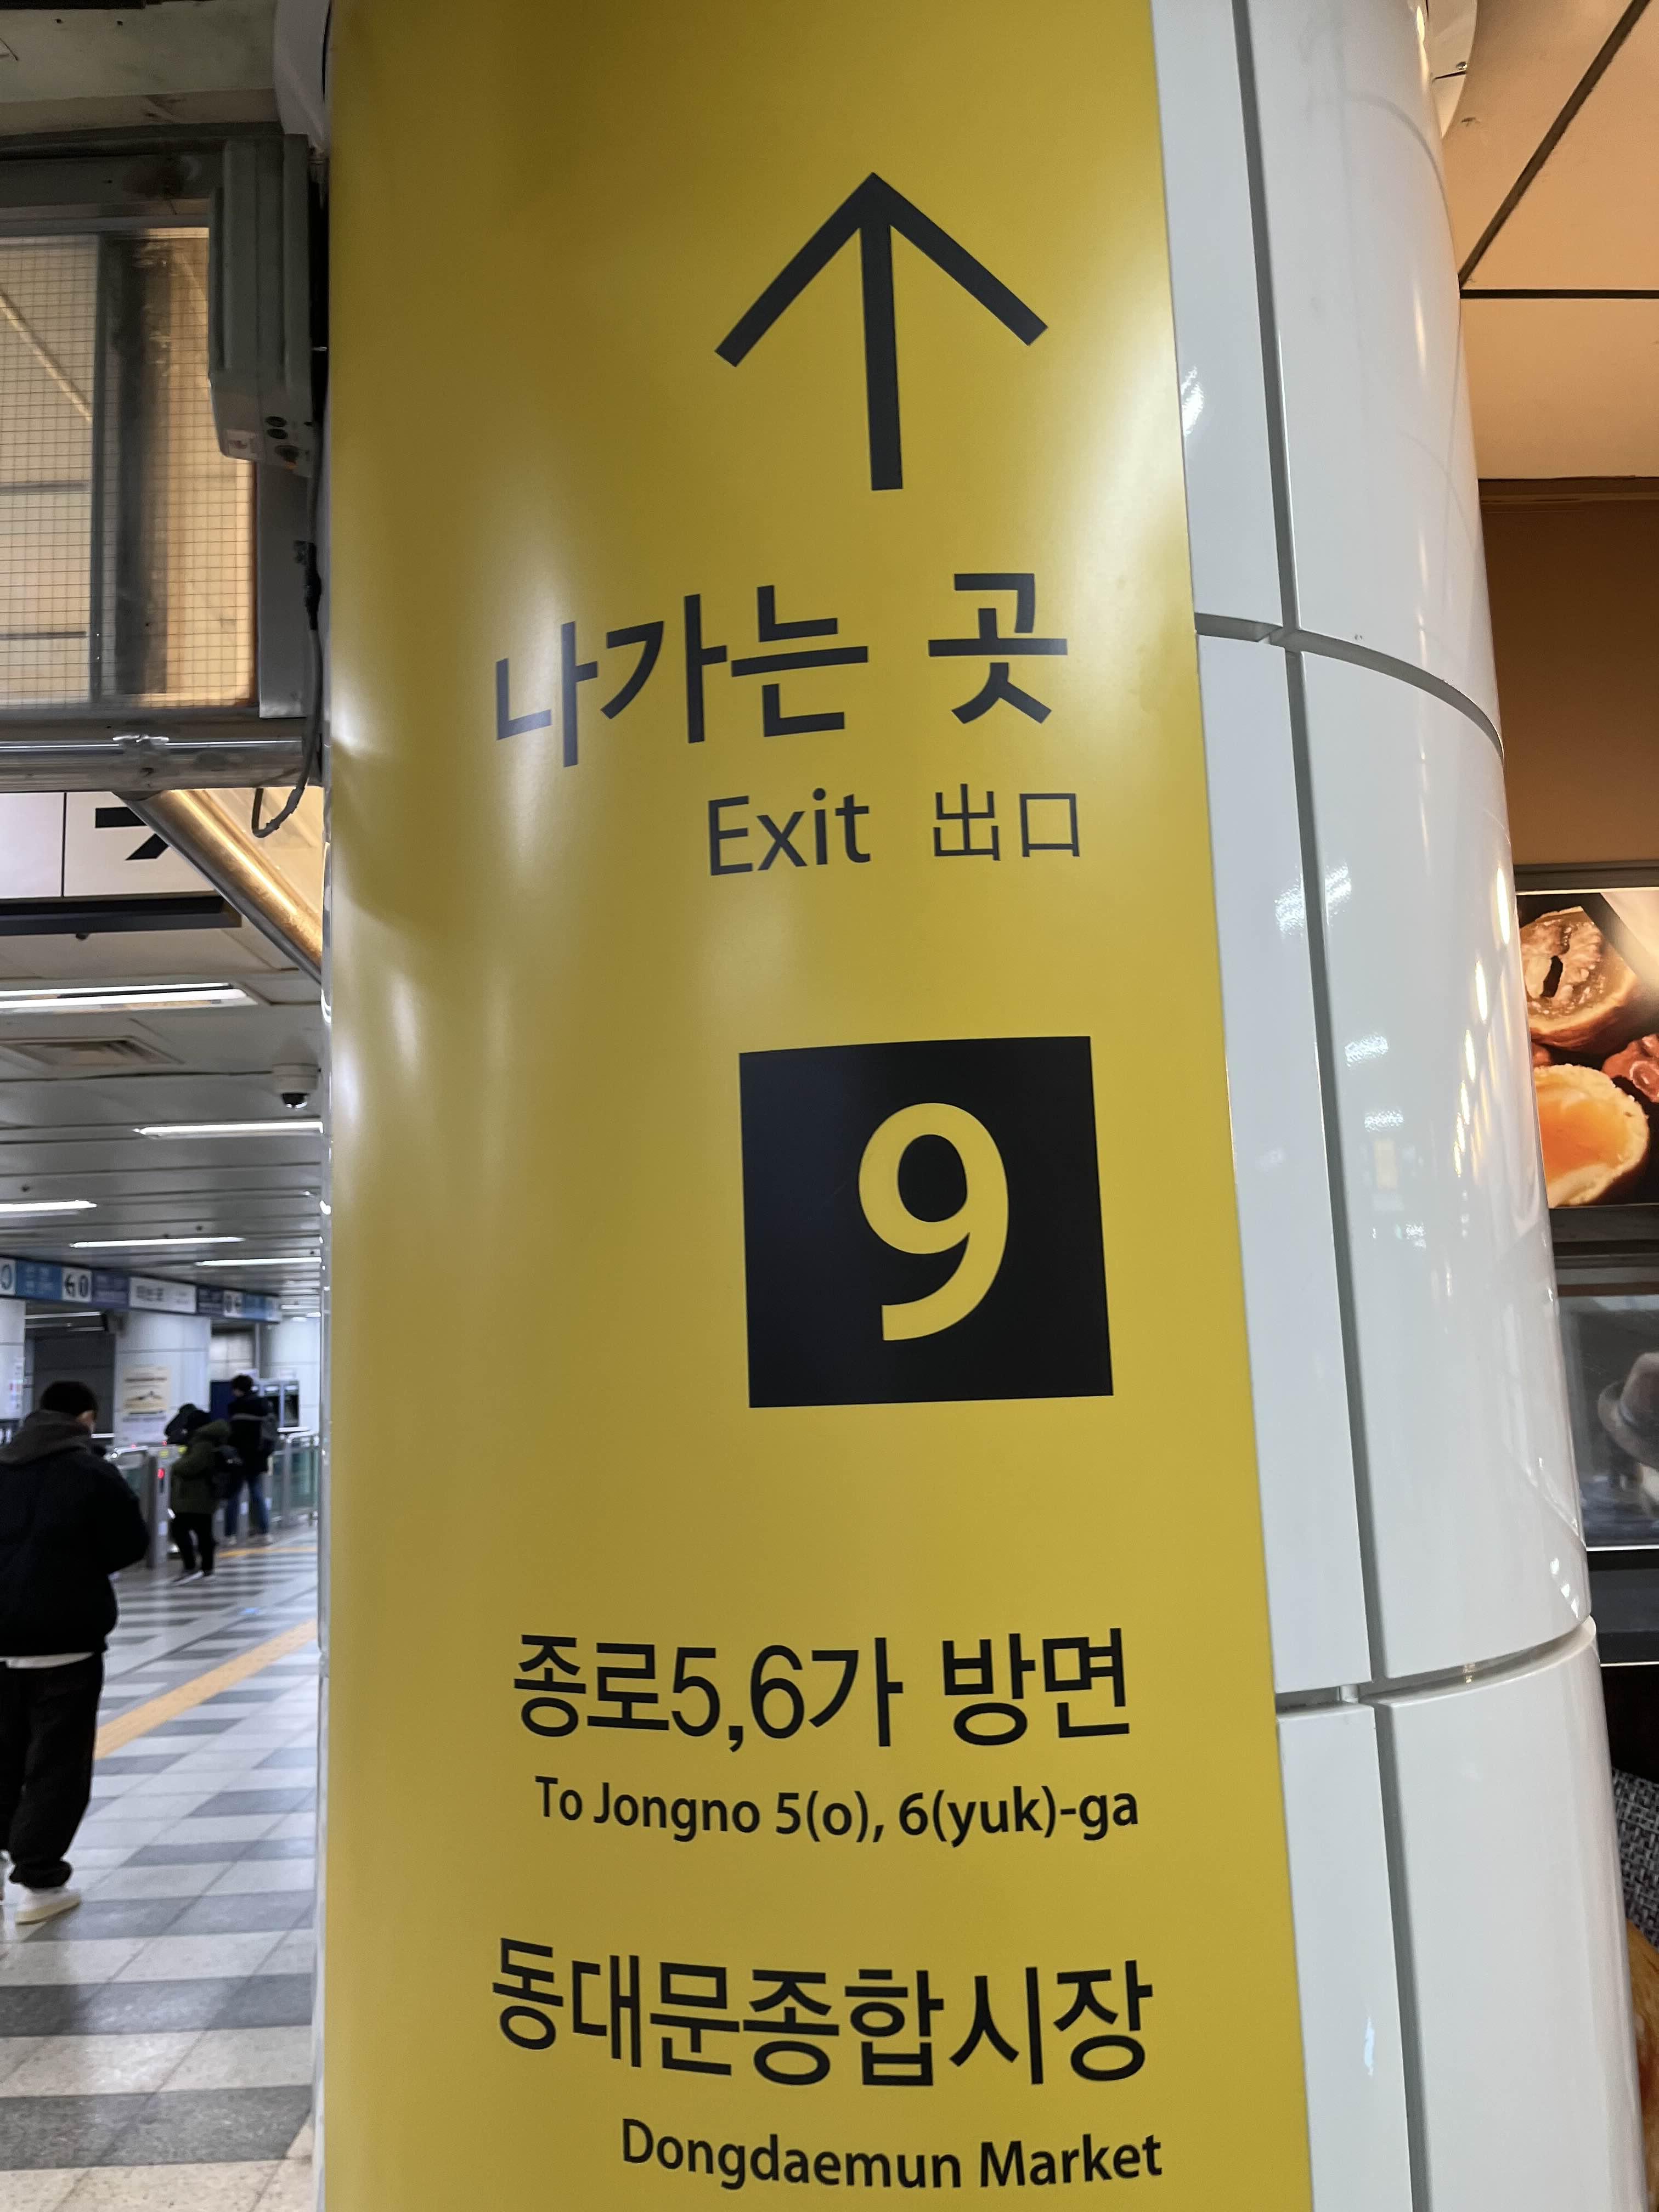 나가는 곳
Exit 出口
9
종로5,6가 방면
To Jongno 5(o), 6(yuk)-ga
동대문종합시장
Dongdaemun Market